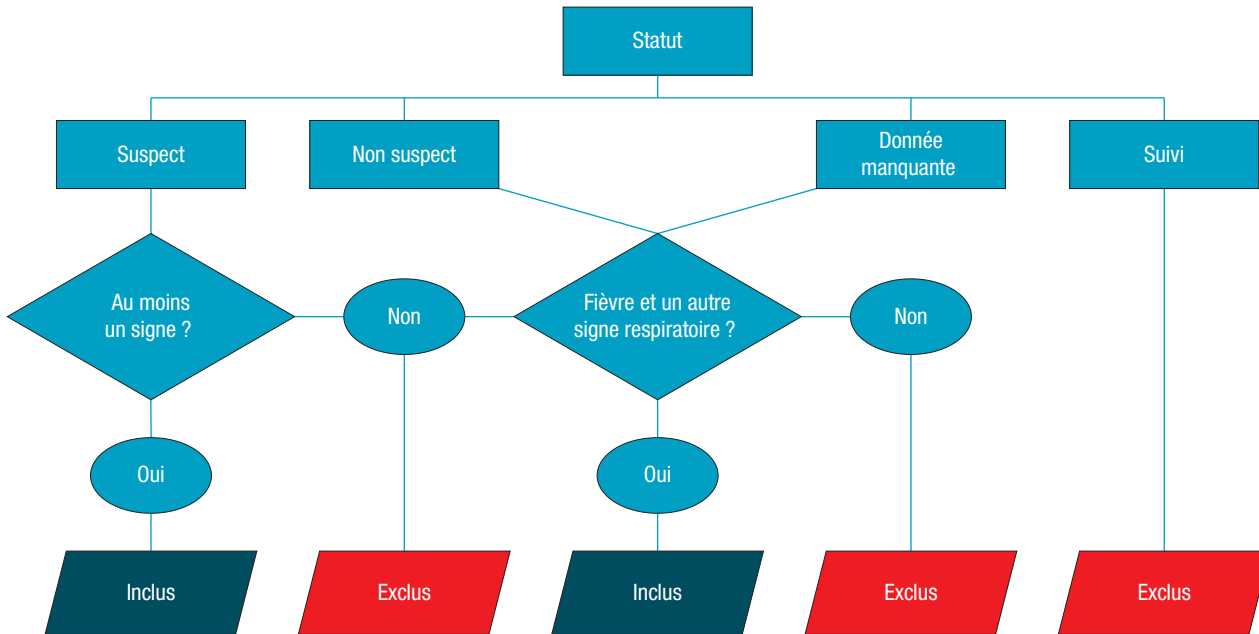 Statut
Suspect
Non suspect
Donnée
manquante
Suivi
Au moins
un signe ?
Non
Fièvre et un autre
signe respiratoire ?
Non
Oui
Oui
Inclus
Exclus
Inclus
Exclus
Exclus